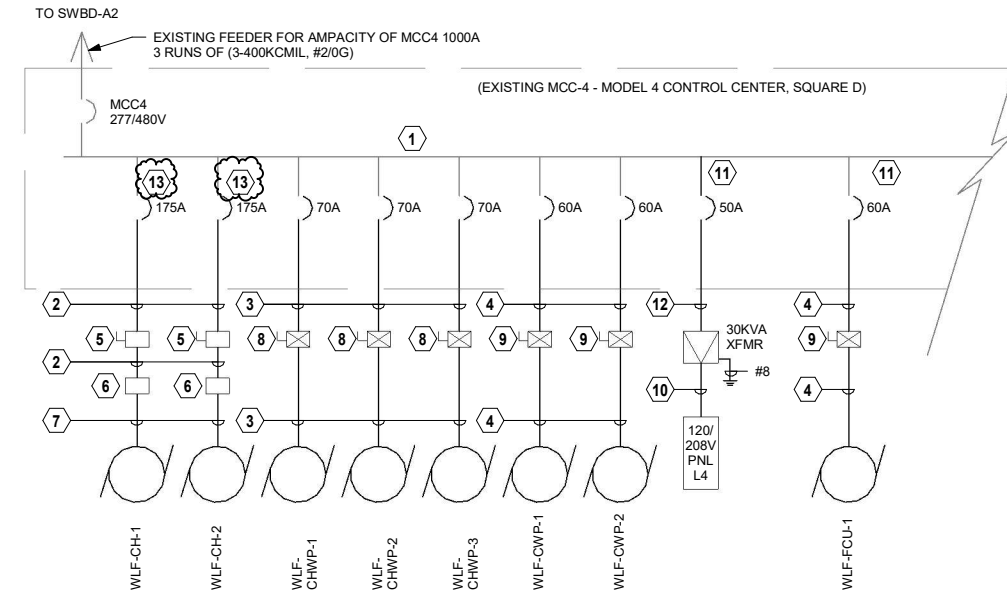 TO SWBD-A2
EXISTING FEEDER FOR AMPACITY OF MCC4 1000A
3 RUNS OF (3-400KCMIL, #2/0G)
(EXISTING MCC-4 - MODEL 4 CONTROL CENTER, SQUARE D)
MCC4
277/480V
1
13
13
11
11
175A
175A
70A
70A
70A
60A
60A
50A
60A
2
3
4
12
4
5
5
8
8
8
9
9
30KVA
XFMR
9
2
#8
6
6
10
4
7
3
4
120/
208V
PNL
L4
WLF-CH-1
WLF-CH-2
WLF-
CHWP-1
WLF-
CHWP-2
WLF-
CHWP-3
WLF-CWP-1
WLF-CWP-2
WLF-FCU-1